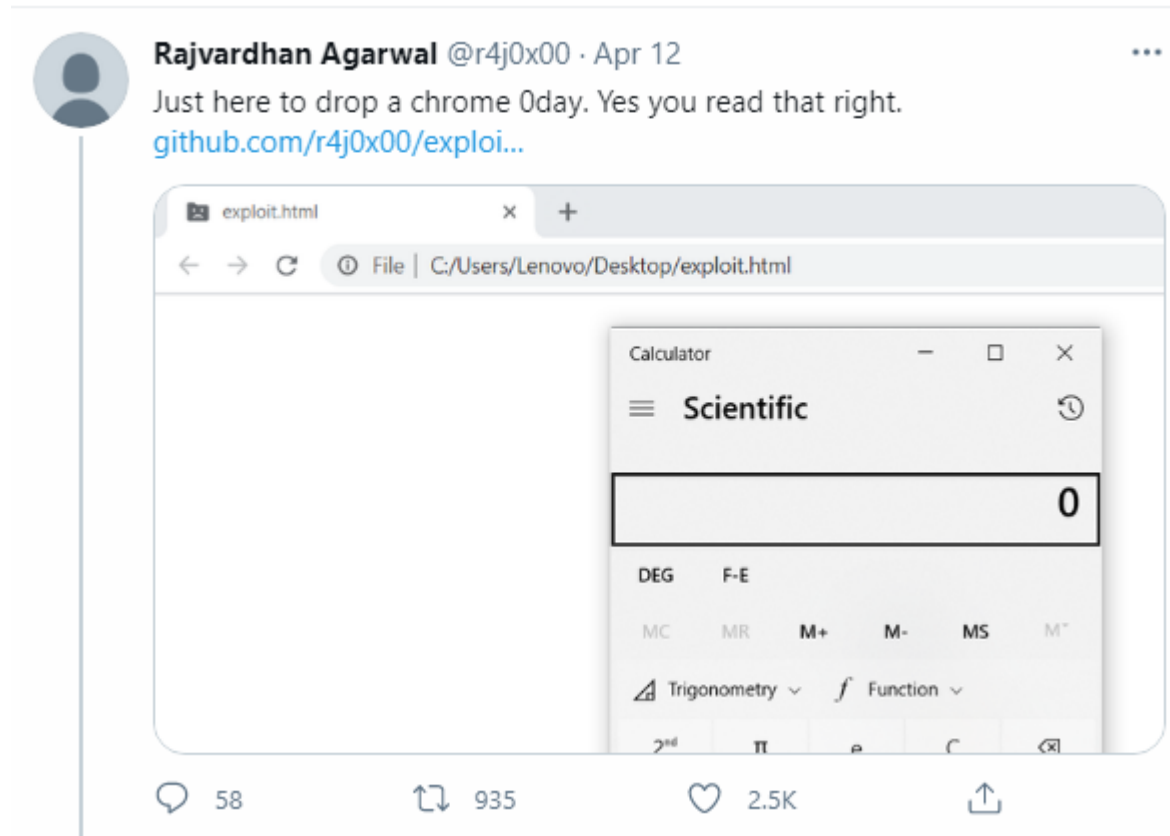 Rajvardhan Agarwal @r4j0x00 · Apr 12
Just here to drop a chrome 0day. Yes you read that right.
github.com/r4j0x00/exploi...
exploit.html
File | C:/Users/Lenovo/Desktop/exploit.html
Calculator
Scientific
0
DEG F-E
MC MR M+ M- MS M˅
Trigonometry Function
2nd π e C
58 935 2.5K